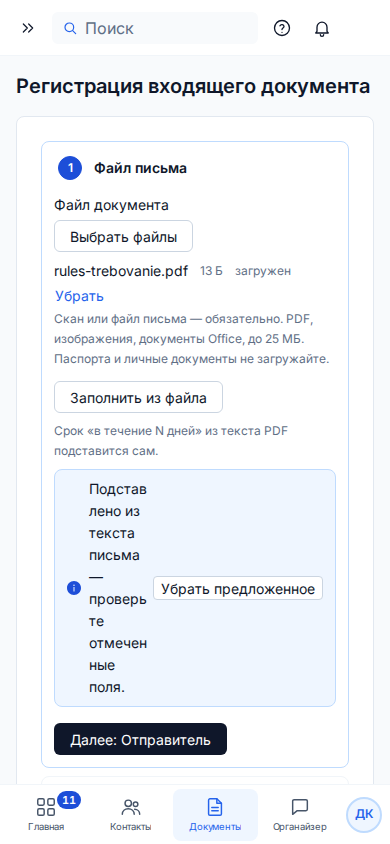 Поиск
Регистрация входящего документа
1 Файл письма
Файл документа
Выбрать файлы
rules-trebovanie.pdf 13 Б загружен
Убрать
Скан или файл письма — обязательно. PDF,
изображения, документы Office, до 25 МБ.
Паспорта и личные документы не загружайте.
Заполнить из файла
Срок «в течение N дней» из текста PDF
подставится сам.
Подстав
лено из
текста
письма
—
проверь
те
отмечен
ные
поля.
Убрать предложенное
Далее: Отправитель
11
Главная
Контакты
Документы
Органайзер
ДК